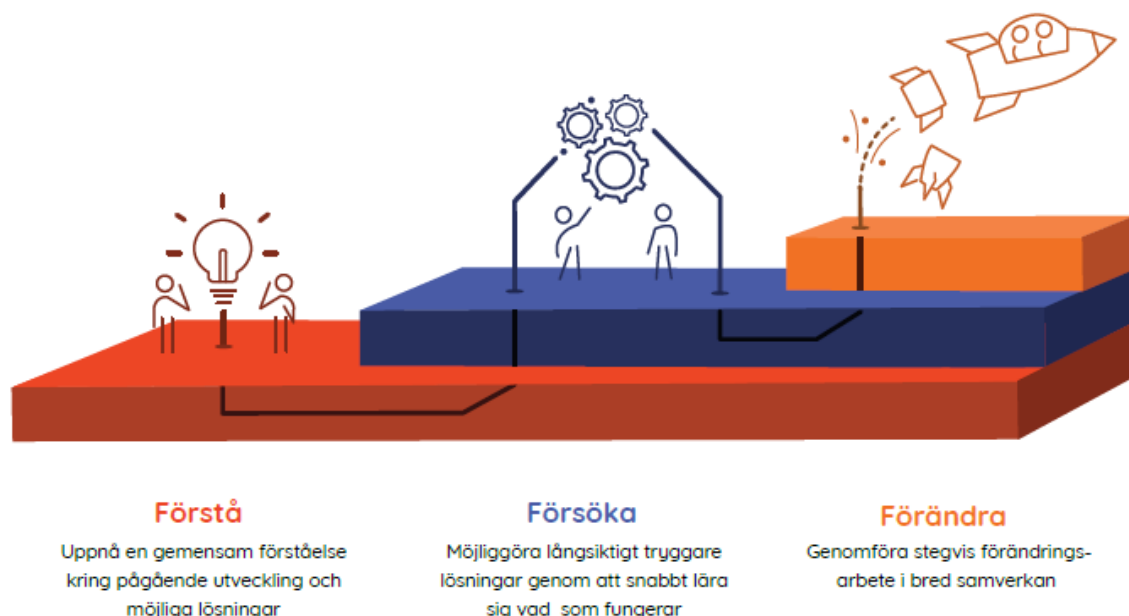 Förstå
Uppnå en gemensam förståelse
kring pågående utveckling och
möjliga lösningar
Försöka
Möjliggöra långsiktigt tryggare
lösningar genom att snabbt lära
sig vad som fungerar
Förändra
Genomföra stegvis förändrings-
arbete i bred samverkan